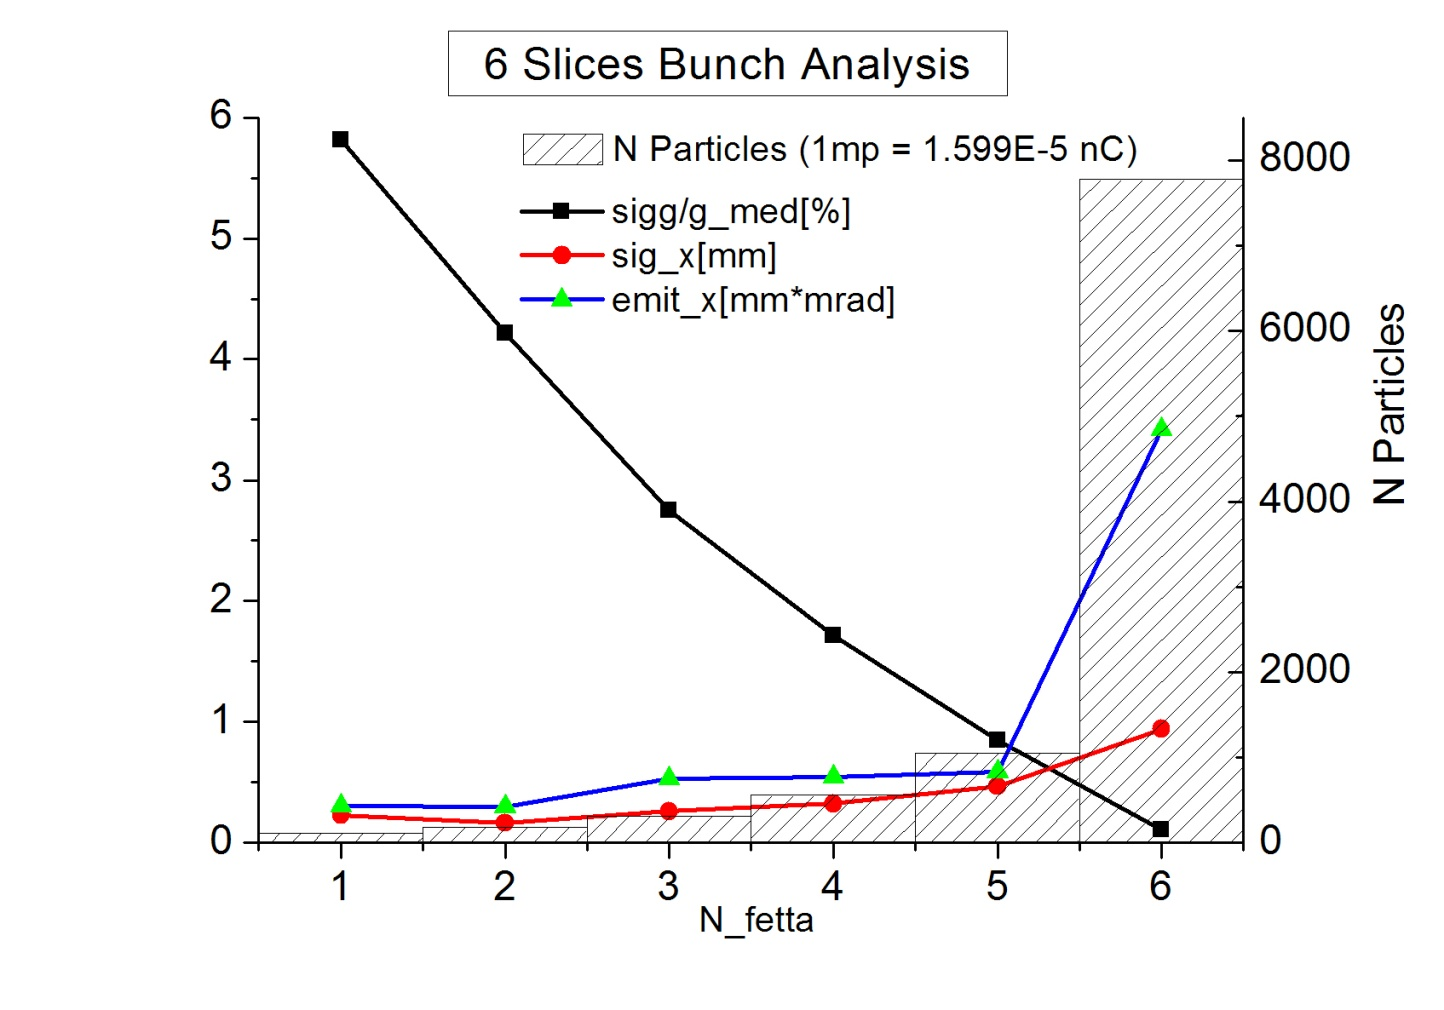 6 Slices Bunch Analysis
N Particles (1mp = 1.599E-5 nC)
sigg/g_med[%]
sig_x[mm]
emit_x[mm*mrad]
6
5
4
3
2
1
0
8000
6000
4000
2000
0
N Particles
1 2 3 4 5 6
N_fetta